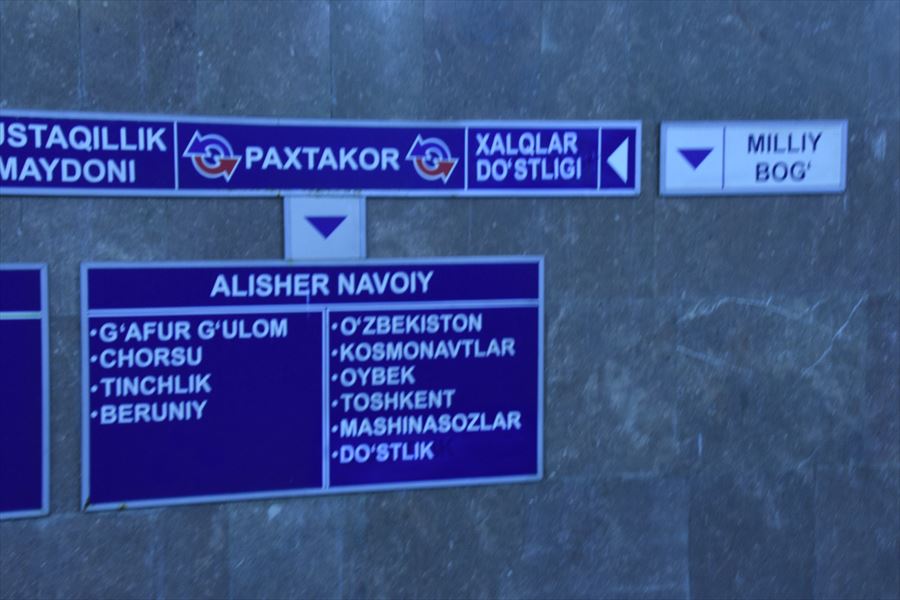 USTAQILLIK
MAYDONI
PAXTAKOR
XALQLAR
DO‘STLIGI
MILLIY
BOG‘
ALISHER NAVOIY
•G‘AFUR G‘ULOM
•CHORSU
•TINCHLIK
•BERUNIY
•O‘ZBEKISTON
•KOSMONAVTLAR
•OYBEK
•TOSHKENT
•MASHINASOZLAR
•DO‘STLIK